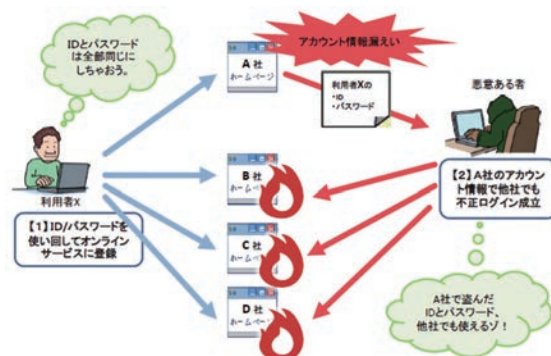 IDとパスワード
は全部同じに
しちゃおう。
A 社
ホームページ
アカウント情報漏えい
利用者Xの
・ID
・パスワード
悪意ある者
利用者X
【1】ID/パスワードを
使い回してオンライン
サービスに登録
B 社
ホームページ
C 社
ホームページ
D 社
ホームページ
【2】A社のアカウン
ト情報で他社でも
不正ログイン成立
A社で盗んだ
IDとパスワード、
他社でも使えるゾ！